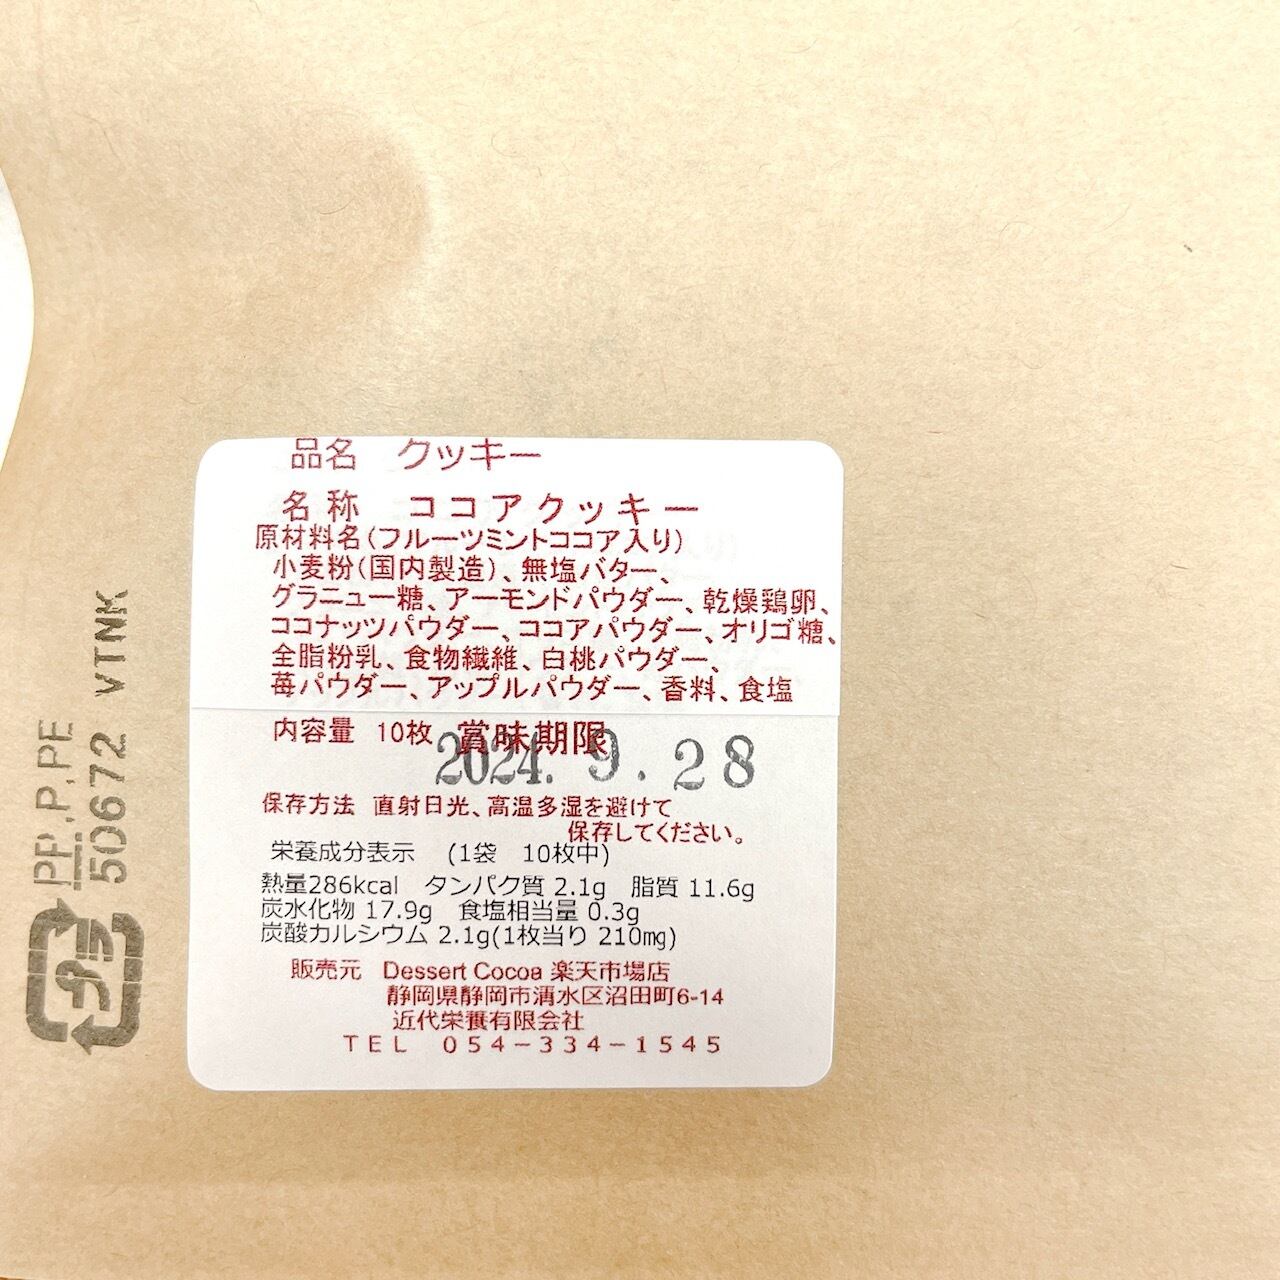 品名 クッキー
名称 ココアクッキー
原材料名(フルーツミントココア入り)
小麦粉(国内製造)、無塩バター、
グラニュー糖、アーモンドパウダー、乾燥鶏卵、
ココナッツパウダー、ココアパウダー、オリゴ糖、
全脂粉乳、食物繊維、白桃パウダー、
苺パウダー、アップルパウダー、香料、食塩
内容量 10枚 賞味期限
2024. 9. 28
保存方法 直射日光、高温多湿を避けて
保存してください。
栄養成分表示 (1袋 10枚中)
熱量286kcal タンパク質 2.1g 脂質 11.6g
炭水化物 17.9g 食塩相当量 0.3g
炭酸カルシウム 2.1g(1枚当り 210mg)
販売元 Dessert Cocoa 楽天市場店
静岡県静岡市清水区沼田町6-14
近代栄養有限会社
TEL 054-334-1545
PP,P,PE
50672 VTNK
プラ